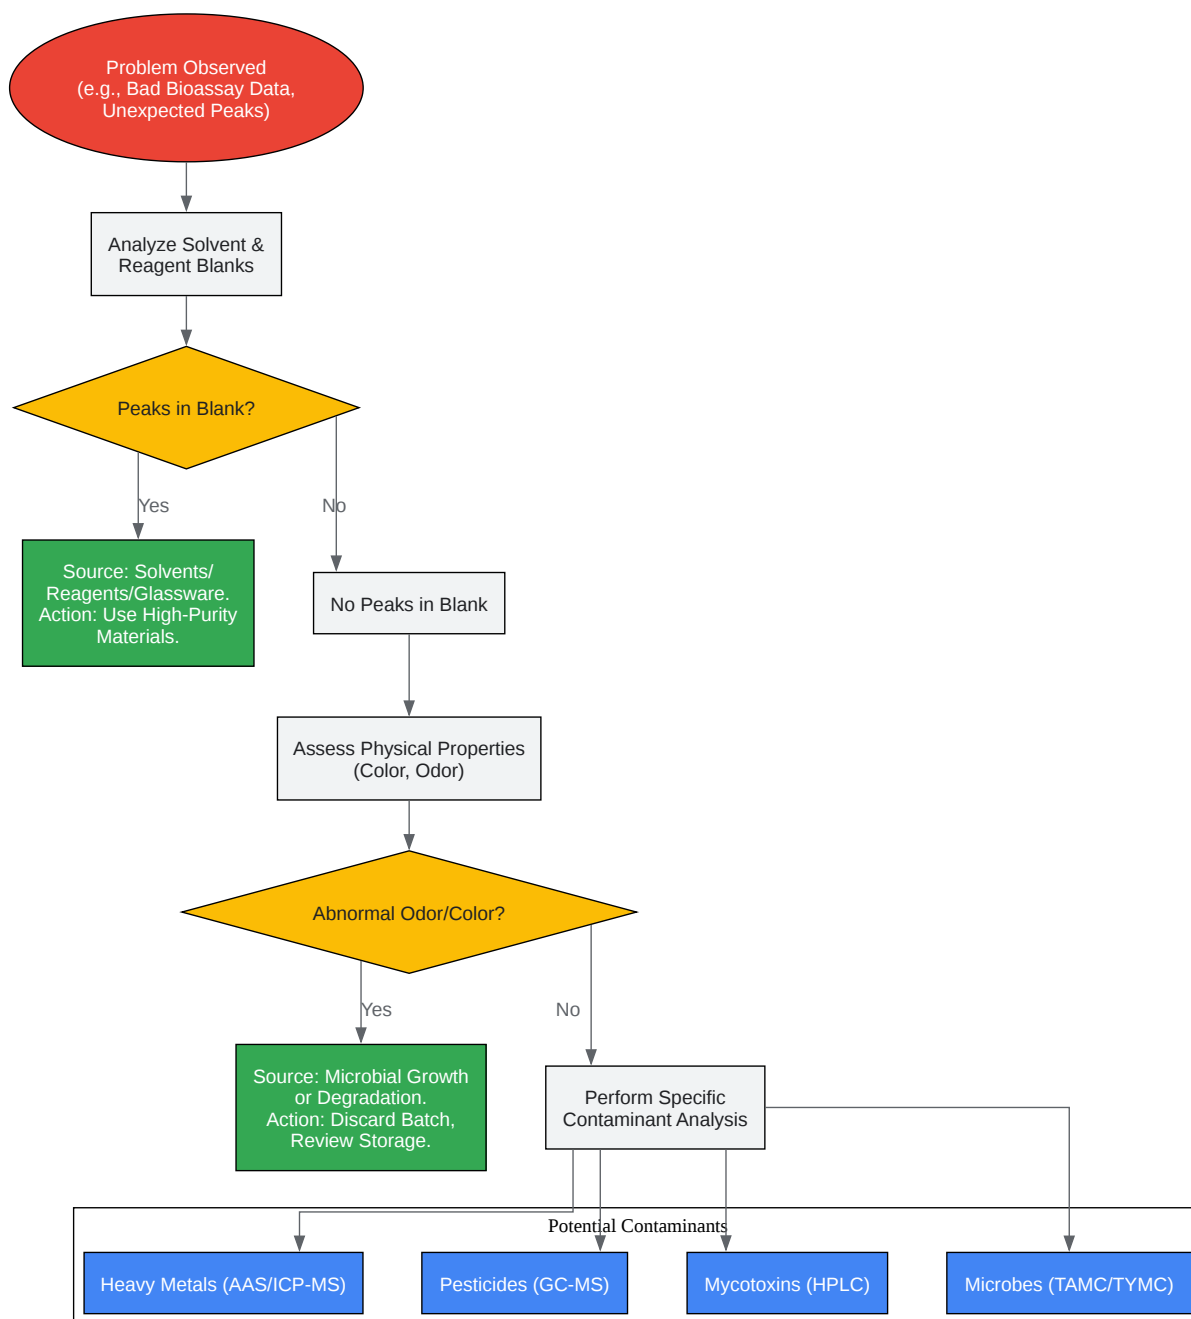 Problem Observed
(e.g., Bad Bioassay Data,
Unexpected Peaks)
Analyze Solvent &
Reagent Blanks
Peaks in Blank?
Yes
No
Source: Solvents/
Reagents/Glassware.
Action: Use High-Purity
Materials.
No Peaks in Blank
Assess Physical Properties
(Color, Odor)
Abnormal Odor/Color?
Yes
No
Source: Microbial Growth
or Degradation.
Action: Discard Batch,
Review Storage.
Perform Specific
Contaminant Analysis
Potential Contaminants
Heavy Metals (AAS/ICP-MS)
Pesticides (GC-MS)
Mycotoxins (HPLC)
Microbes (TAMC/TYMC)